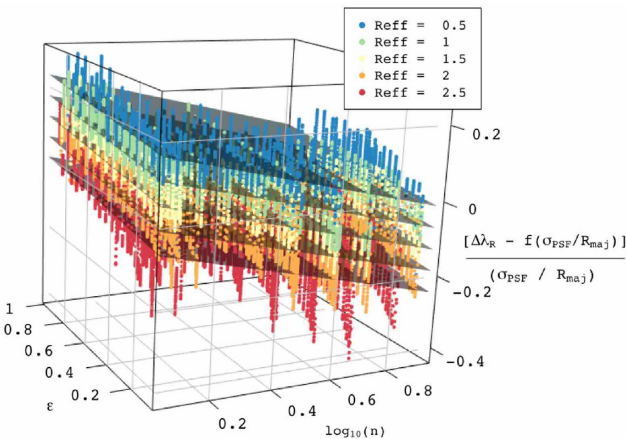 Reff = 0.5
Reff = 1
Reff = 1.5
Reff = 2
Reff = 2.5
0.2
0
-0.2
-0.4
[Δλ_R - f(σ_PSF/R_maj)]
(σ_PSF / R_maj)
1
0.8
0.6
0.4
0.2
ε
0.2
0.4
0.6
0.8
log₁₀(n)